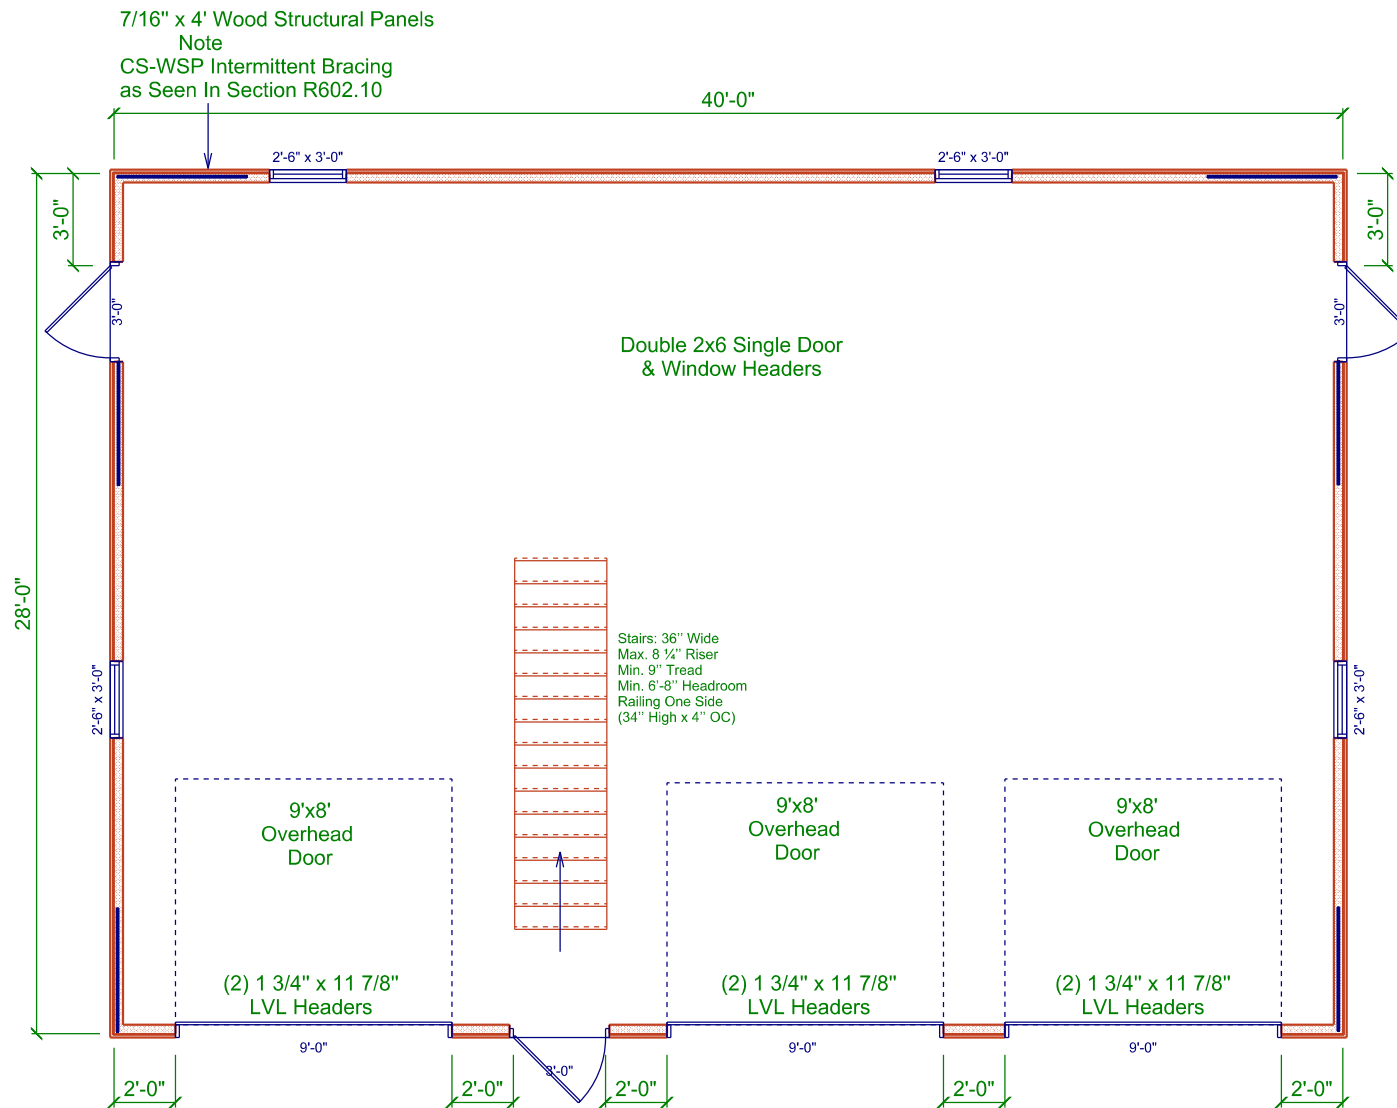 7/16" x 4' Wood Structural Panels
Note
CS-WSP Intermittent Bracing
as Seen In Section R602.10
40'-0"
2'-6" x 3'-0"
2'-6" x 3'-0"
3'-0"
3'-0"
3'-0"
3'-0"
Double 2x6 Single Door
& Window Headers
28'-0"
Stairs: 36" Wide
Max. 8 ¼" Riser
Min. 9" Tread
Min. 6'-8" Headroom
Railing One Side
(34" High x 4" OC)
2'-6" x 3'-0"
2'-6" x 3'-0"
9'x8'
Overhead
Door
9'x8'
Overhead
Door
9'x8'
Overhead
Door
(2) 1 3/4" x 11 7/8"
LVL Headers
(2) 1 3/4" x 11 7/8"
LVL Headers
(2) 1 3/4" x 11 7/8"
LVL Headers
9'-0"
3'-0"
9'-0"
9'-0"
2'-0"
2'-0"
2'-0"
2'-0"
2'-0"